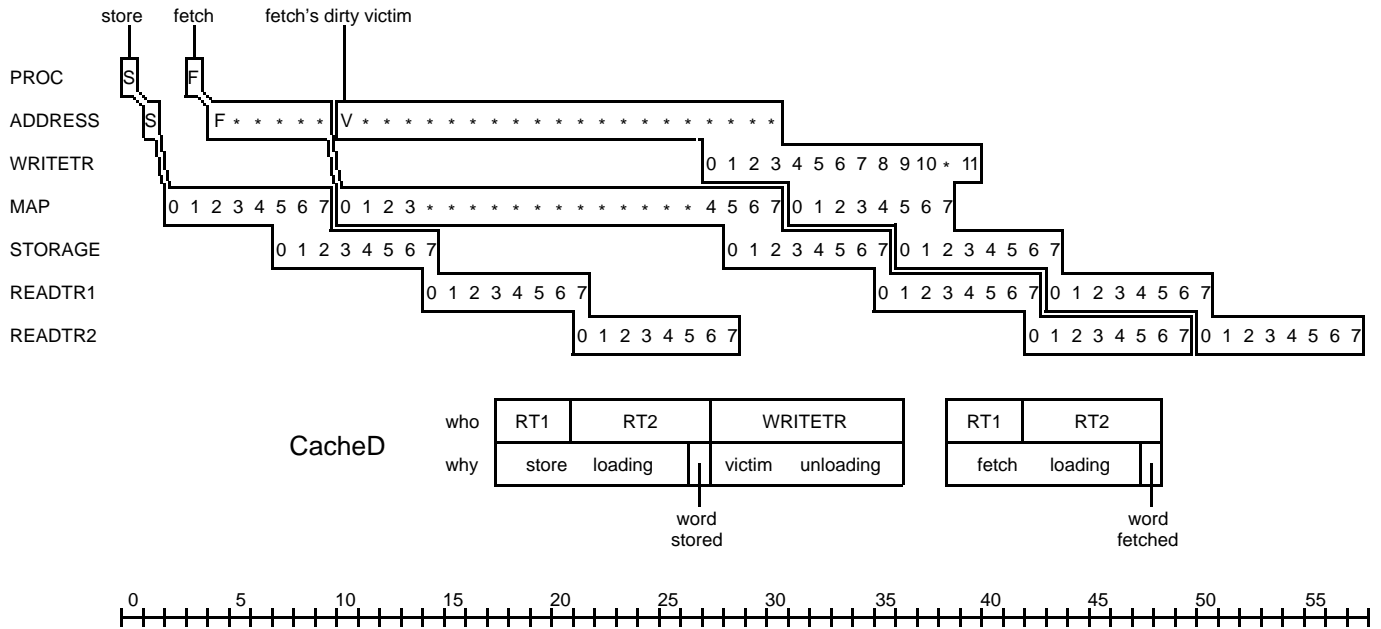 store fetch fetch's dirty victim
PROC S F
ADDRESS S F * * * * * V * * * * * * * * * * * * * * * * * * * *
WRITETR 0 1 2 3 4 5 6 7 8 9 10 * 11
MAP 0 1 2 3 4 5 6 7 0 1 2 3 * * * * * * * * * * * * * 4 5 6 7 0 1 2 3 4 5 6 7
STORAGE 0 1 2 3 4 5 6 7 0 1 2 3 4 5 6 7 0 1 2 3 4 5 6 7
READTR1 0 1 2 3 4 5 6 7 0 1 2 3 4 5 6 7 0 1 2 3 4 5 6 7
READTR2 0 1 2 3 4 5 6 7 0 1 2 3 4 5 6 7 0 1 2 3 4 5 6 7
who RT1 RT2 WRITETR RT1 RT2
CacheD
why store loading victim unloading fetch loading
word word
stored fetched
0 5 10 15 20 25 30 35 40 45 50 55